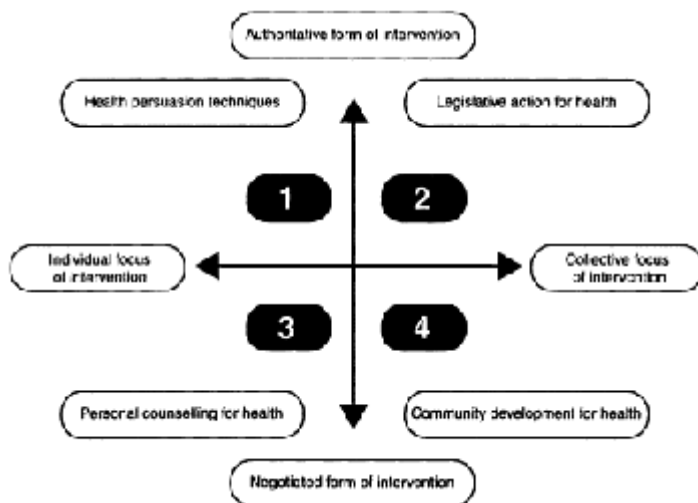 Authoritative form of intervention
Health persuasion techniques
Legislative action for health
1
2
Individual focus
of intervention
Collective focus
of intervention
3
4
Personal counselling for health
Community development for health
Negotiated form of intervention